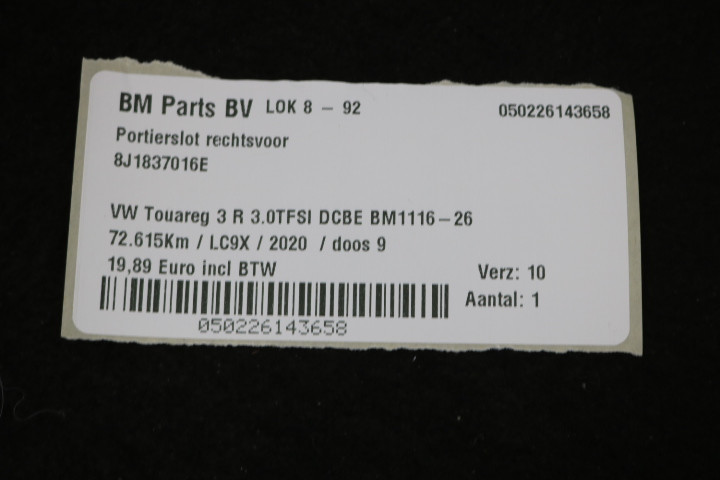 BM Parts BV LOK 8 - 92 050226143658
Portierslot rechtsvoor
8J1837016E
VW Touareg 3 R 3.0TFSI DCBE BM1116-26
72.615Km / LC9X / 2020 / doos 9
19,89 Euro incl BTW Verz: 10
Aantal: 1
050226143658